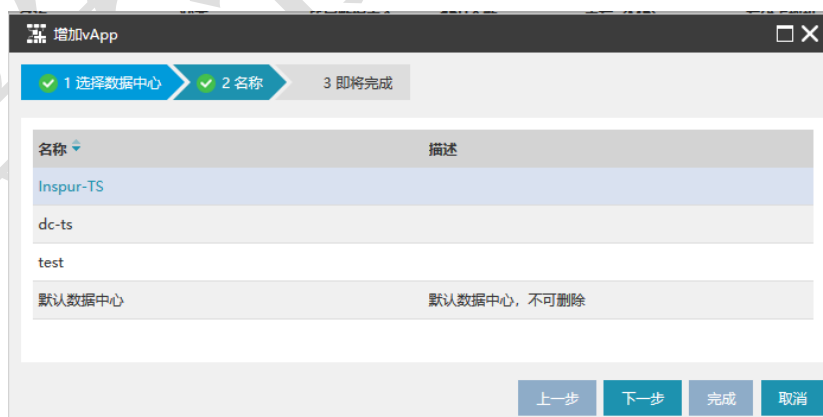 增加vApp
1 选择数据中心 2 名称 3 即将完成
名称 描述
Inspur-TS
dc-ts
test
默认数据中心 默认数据中心，不可删除
上一步 下一步 完成 取消